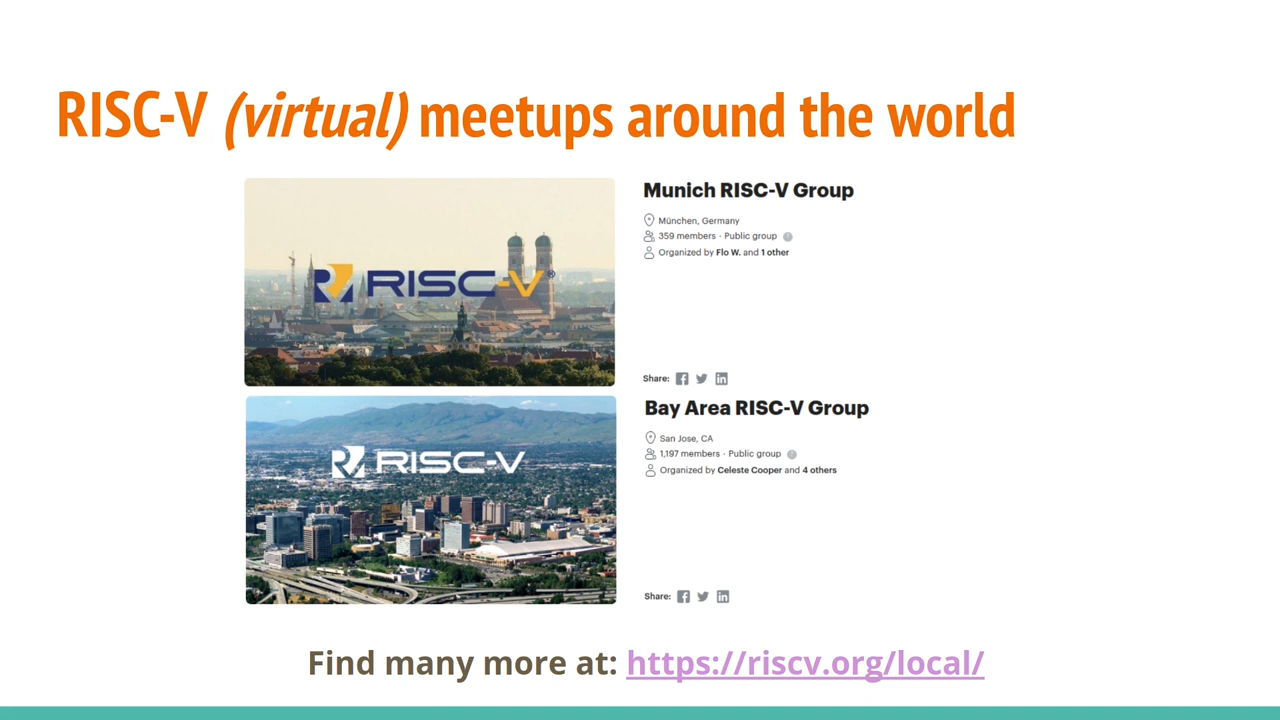 RISC-V (virtual) meetups around the world
RISC-V®
Munich RISC-V Group
München, Germany
359 members · Public group ?
Organized by Flo W. and 1 other
Share:
RISC-V
Bay Area RISC-V Group
San Jose, CA
1,197 members · Public group ?
Organized by Celeste Cooper and 4 others
Share:
Find many more at: https://riscv.org/local/